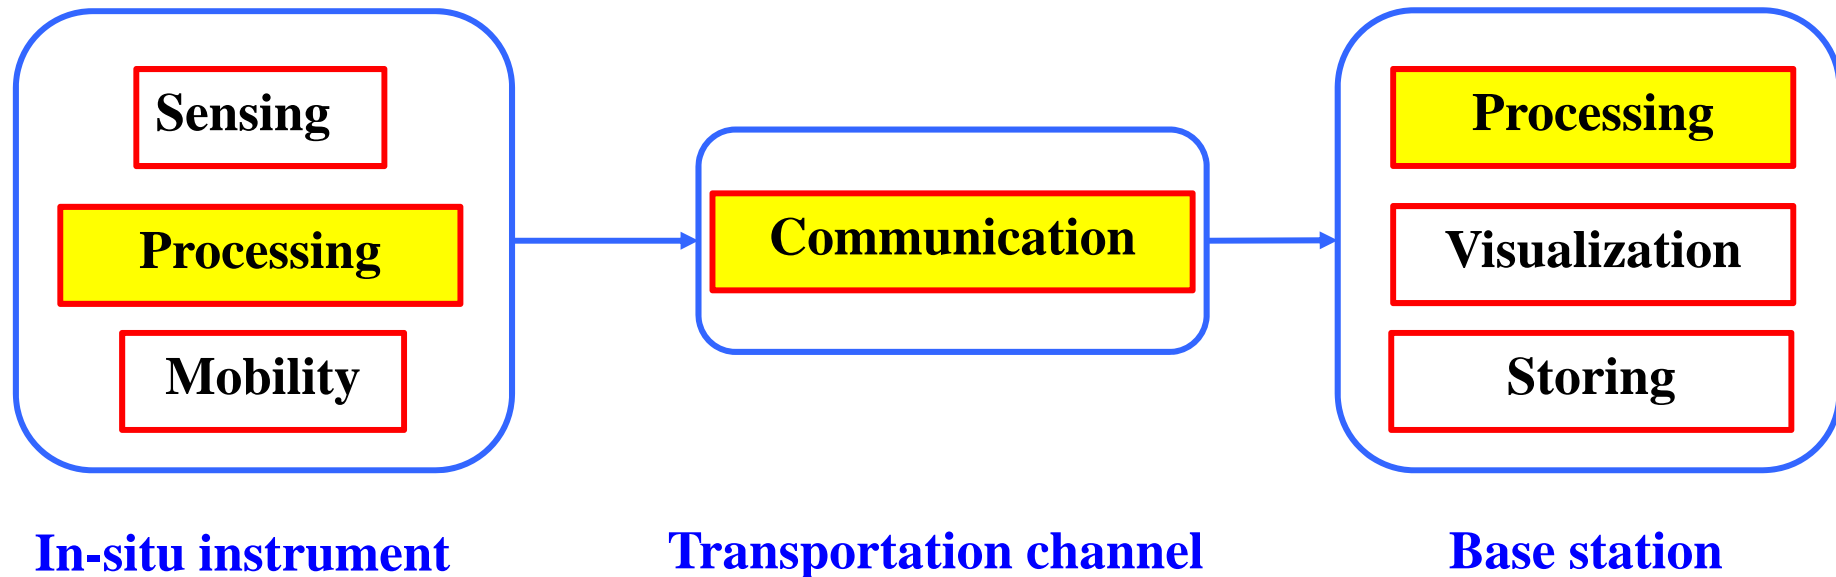 Sensing
Processing
Mobility
In-situ instrument
Communication
Transportation channel
Processing
Visualization
Storing
Base station